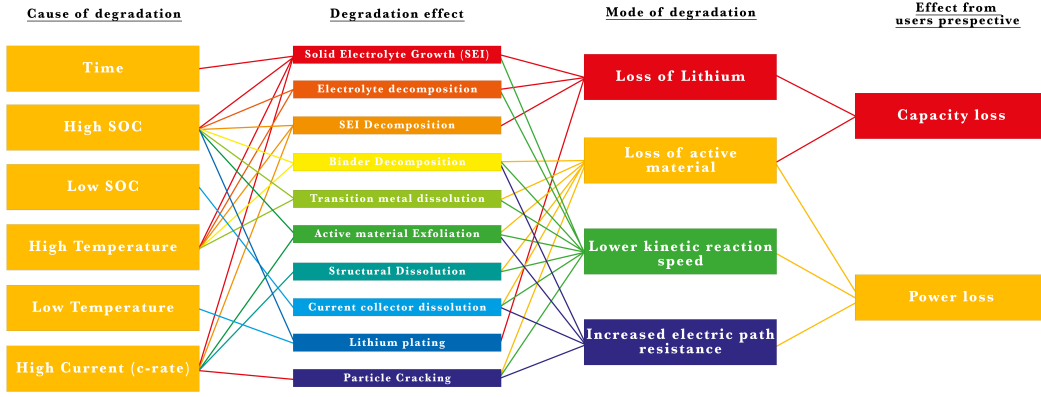 Cause of degradation
Degradation effect
Mode of degradation
Effect from
users prespective
Time
High SOC
Low SOC
High Temperature
Low Temperature
High Current (c-rate)
Solid Electrolyte Growth (SEI)
Electrolyte decomposition
SEI Decomposition
Binder Decomposition
Transition metal dissolution
Active material Exfoliation
Structural Dissolution
Current collector dissolution
Lithium plating
Particle Cracking
Loss of Lithium
Loss of active
material
Lower kinetic reaction
speed
Increased electric path
resistance
Capacity loss
Power loss